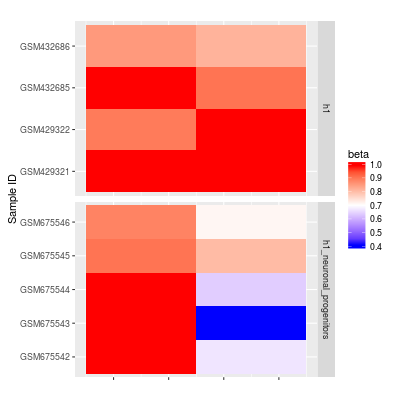 GSM432686
GSM432685
GSM429322
GSM429321
h1
GSM675546
GSM675545
GSM675544
GSM675543
GSM675542
h1_neuronal_progenitors
Sample ID
beta
1.0
0.9
0.8
0.7
0.6
0.5
0.4